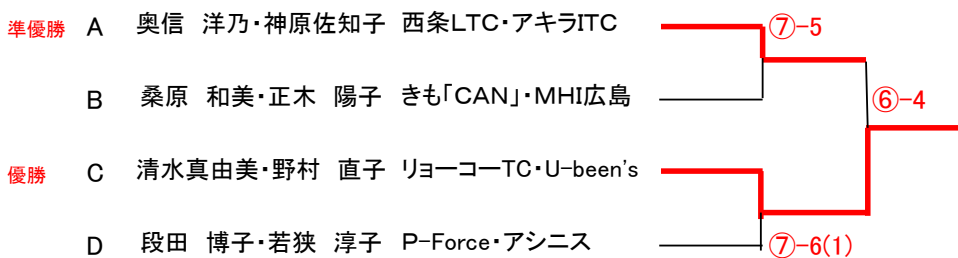 準優勝 A 奥信 洋乃・神原佐知子 西条LTC・アキラITC ⑦-5
B 桑原 和美・正木 陽子 きも「CAN」・MHI広島 ⑥-4
優勝 C 清水真由美・野村 直子 リョーコーTC・U-been's
D 段田 博子・若狭 淳子 P-Force・アシニス ⑦-6(1)